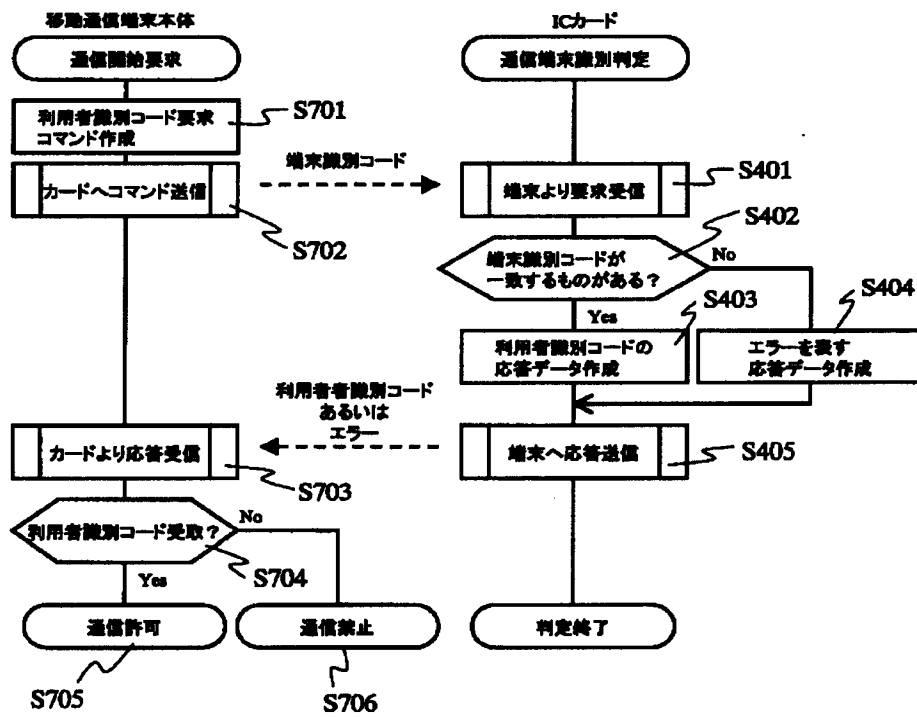 移動通信端末本体
通信開始要求
利用者識別コード要求
コマンド作成
S701
カードへコマンド送信
S702
端末識別コード
ICカード
通信端末識別判定
端末より要求受信
S401
S402
端末識別コードが
一致するものがある?
No
Yes
S403
S404
利用者識別コードの
応答データ作成
エラーを表す
応答データ作成
利用者者識別コード
あるいは
エラー
カードより応答受信
S703
端末へ応答送信
S405
利用者識別コード受取?
No
S704
Yes
通信許可
通信禁止
判定終了
S705
S706